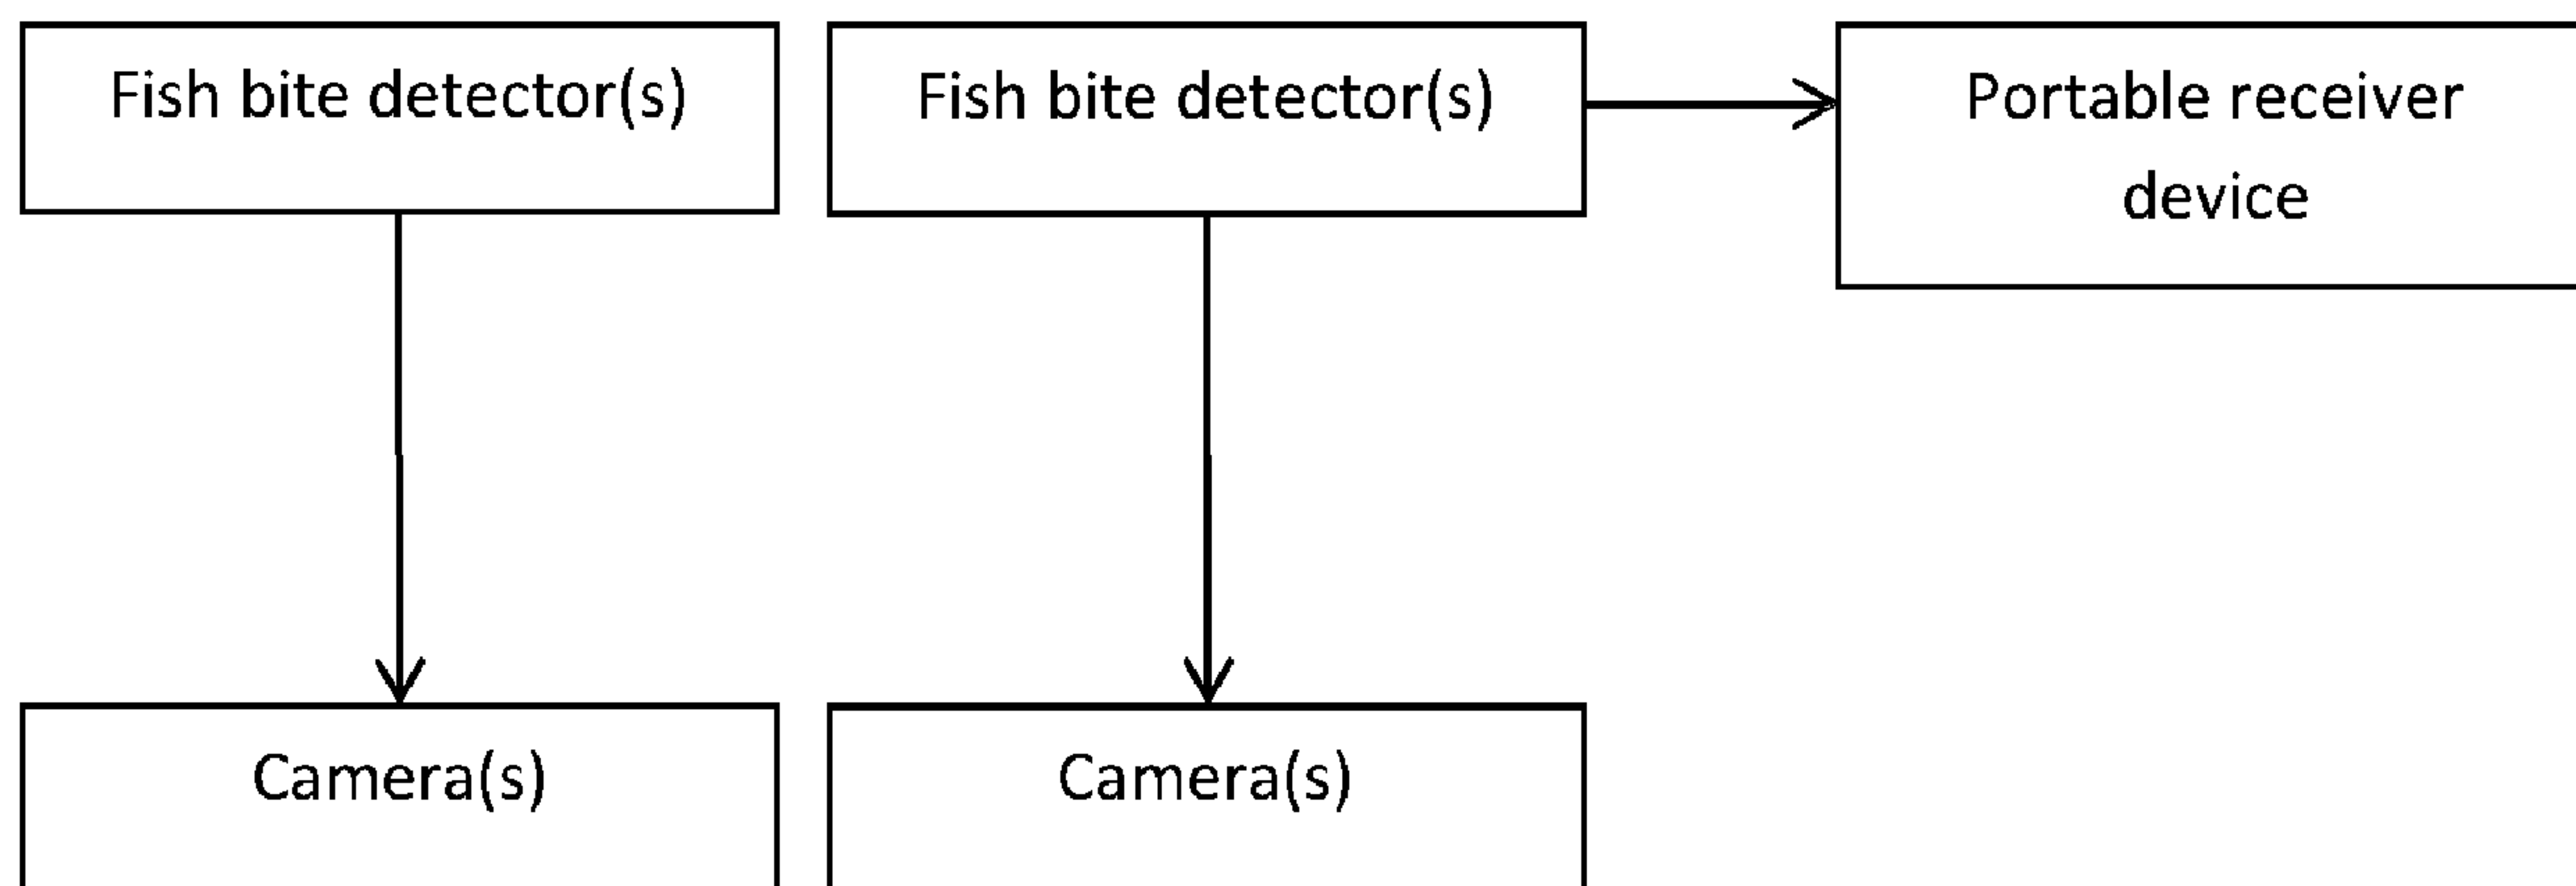 Fish bite detector(s)
Fish bite detector(s)
Portable receiver
device
Camera(s)
Camera(s)